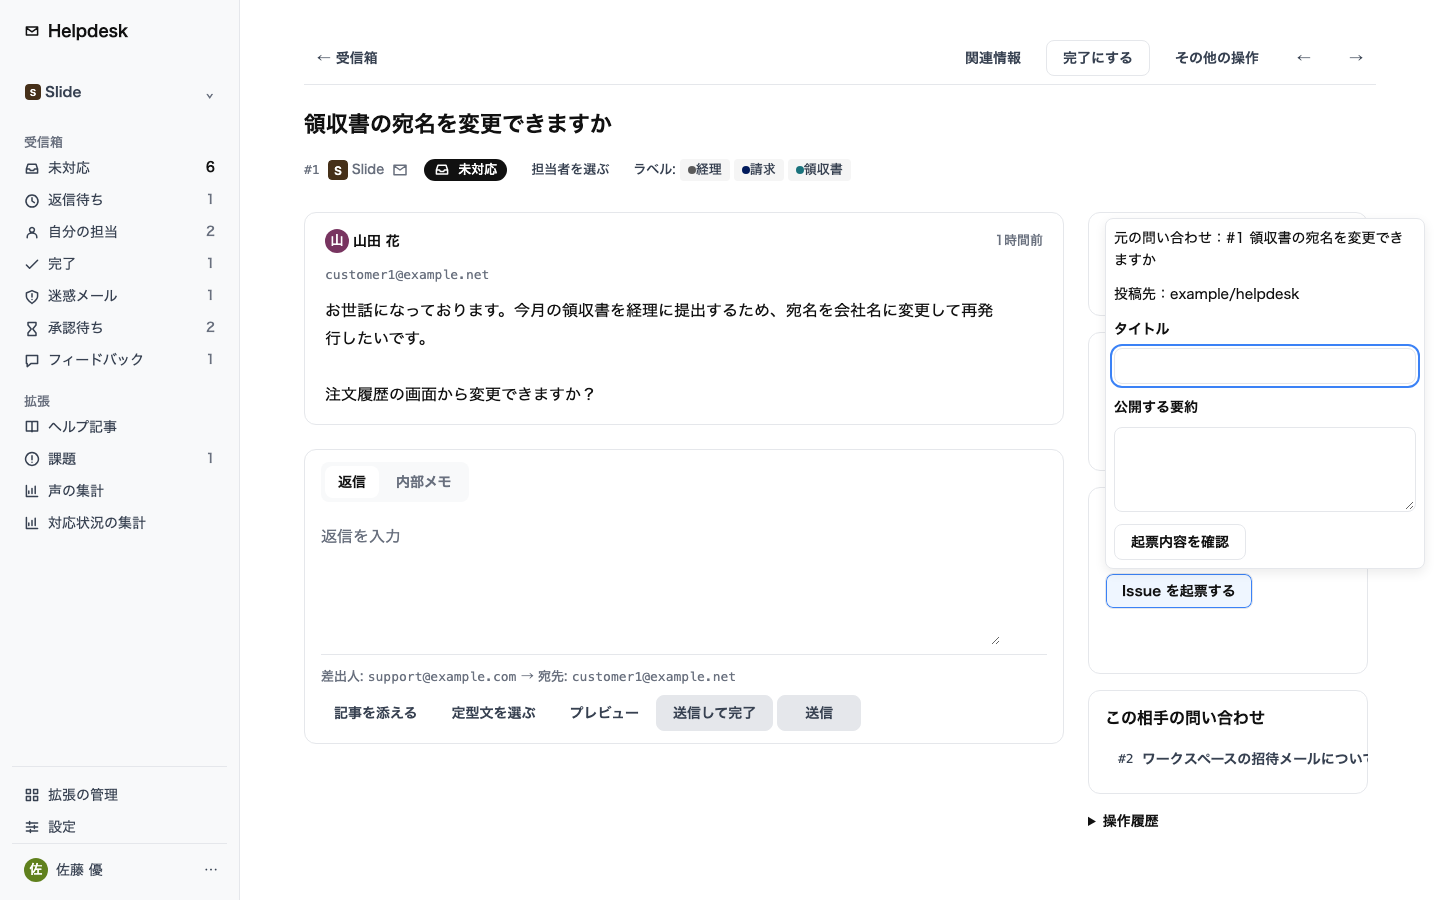 Helpdesk
S Slide
受信箱
未対応 6
返信待ち 1
自分の担当 2
完了 1
迷惑メール 1
承認待ち 2
フィードバック 1
拡張
ヘルプ記事
課題 1
声の集計
対応状況の集計
拡張の管理
設定
佐 佐藤 優 …
← 受信箱
関連情報 完了にする その他の操作 ← →
領収書の宛名を変更できますか
#1 S Slide 未対応 担当者を選ぶ ラベル: 経理 請求 領収書
山 山田 花 1時間前
customer1@example.net
お世話になっております。今月の領収書を経理に提出するため、宛名を会社名に変更して再発
行したいです。
注文履歴の画面から変更できますか？
返信 内部メモ
返信を入力
差出人: support@example.com → 宛先: customer1@example.net
記事を添える 定型文を選ぶ プレビュー 送信して完了 送信
元の問い合わせ：#1 領収書の宛名を変更でき
ますか
投稿先：example/helpdesk
タイトル
公開する要約
起票内容を確認
Issue を起票する
この相手の問い合わせ
#2 ワークスペースの招待メールについて
▶ 操作履歴